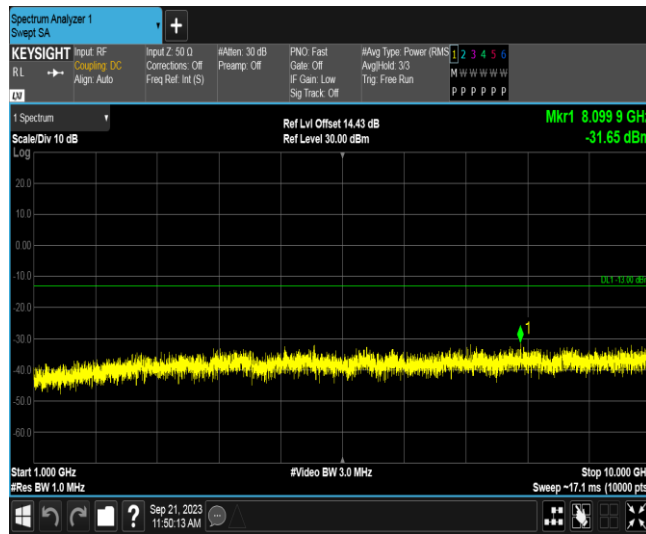 Spectrum Analyzer 1
Swept SA
+
KEYSIGHT Input: RF Input Z: 50 Ω #Atten: 30 dB PNO: Fast #Avg Type: Power (RMS 1 2 3 4 5 6
RL Coupling: DC Corrections: Off Preamp: Off Gate: Off Avg|Hold: 3/3 M W W W W W
Align: Auto Freq Ref: Int (S) IF Gain: Low Trig: Free Run
LXI Sig Track: Off P P P P P P
1 Spectrum Ref Lvl Offset 14.43 dB Mkr1 8.099 9 GHz
Scale/Div 10 dB Ref Level 30.00 dBm -31.65 dBm
Log
20.0
10.0
0.00
-10.0
DL1 -13.00 dBm
-20.0
1
-30.0
-40.0
-50.0
-60.0
Start 1.000 GHz #Video BW 3.0 MHz Stop 10.000 GH
#Res BW 1.0 MHz Sweep ~17.1 ms (10000 pts
? Sep 21, 2023
11:50:13 AM